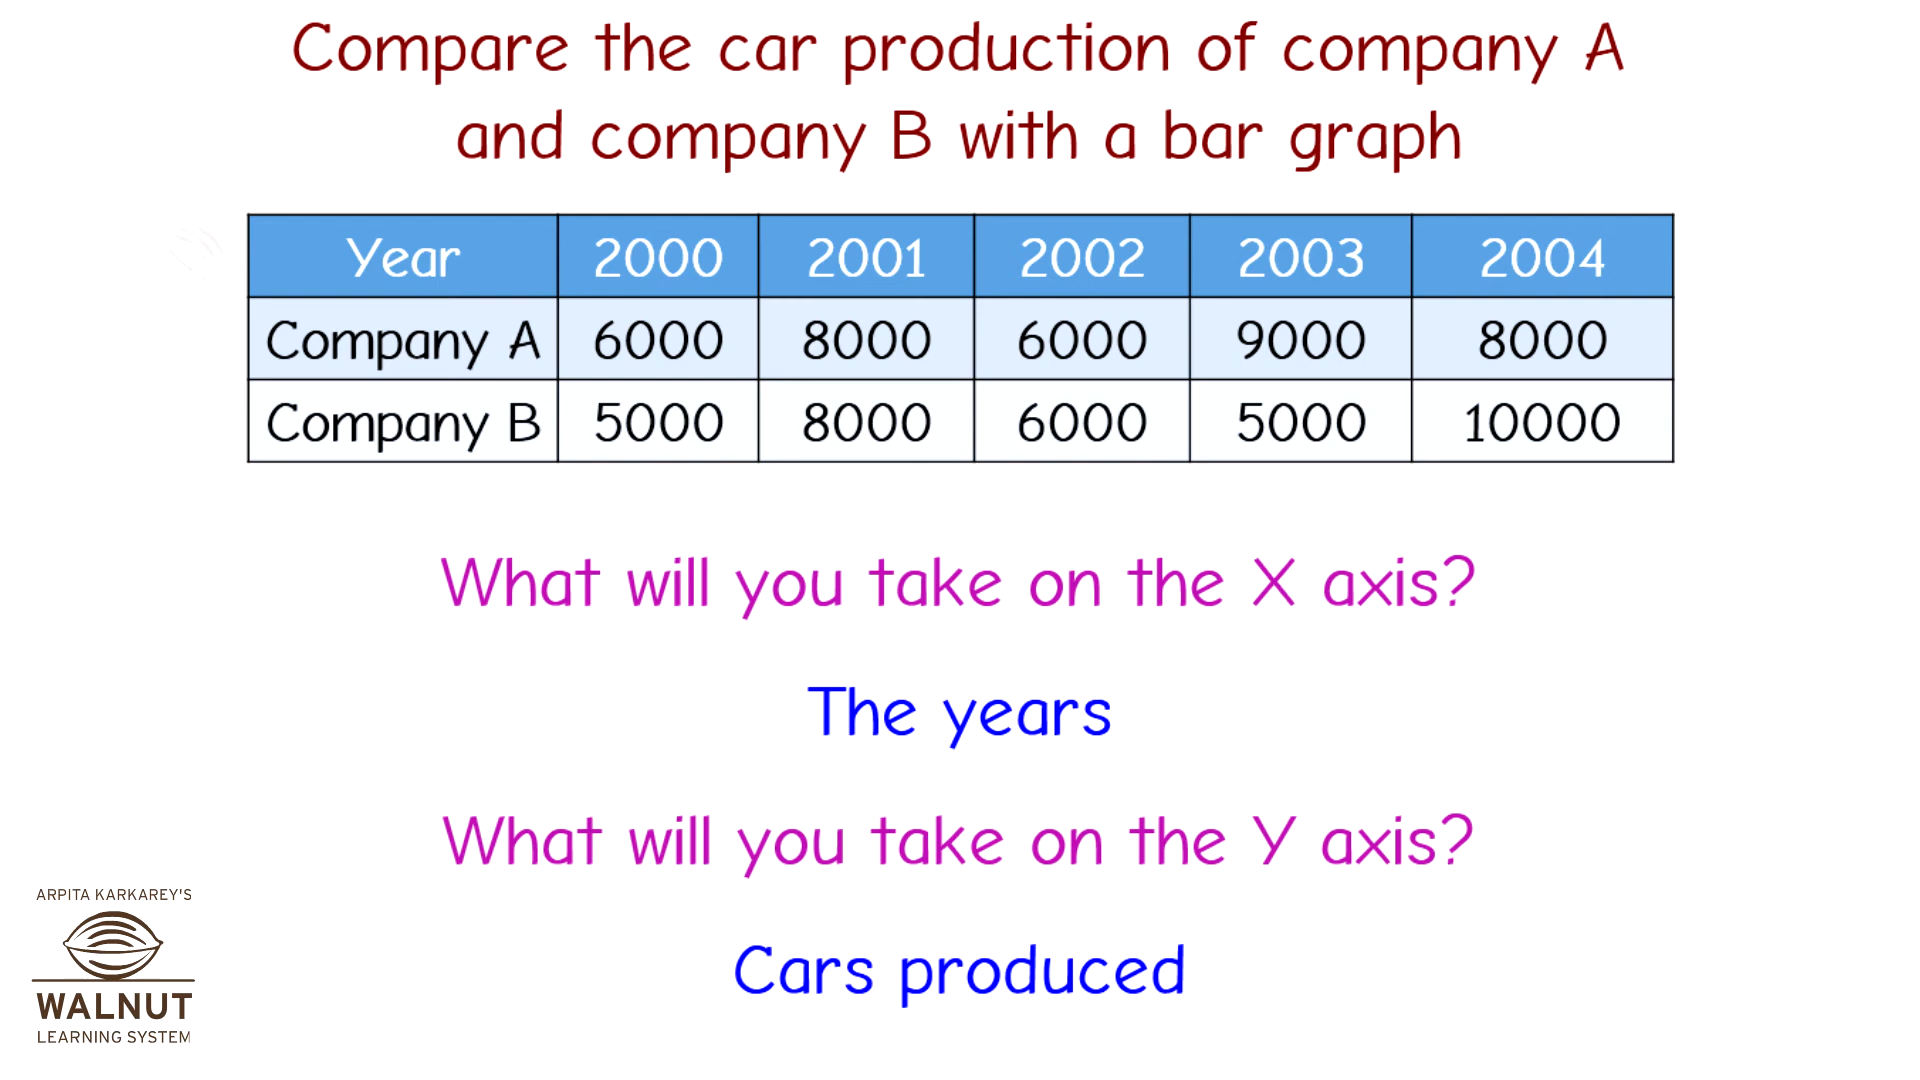 Compare the car production of company A
and company B with a bar graph
Year 2000 2001 2002 2003 2004
Company A 6000 8000 6000 9000 8000
Company B 5000 8000 6000 5000 10000
What will you take on the X axis?
The years
What will you take on the Y axis?
Cars produced
ARPITA KARKAREY'S
WALNUT
LEARNING SYSTEM